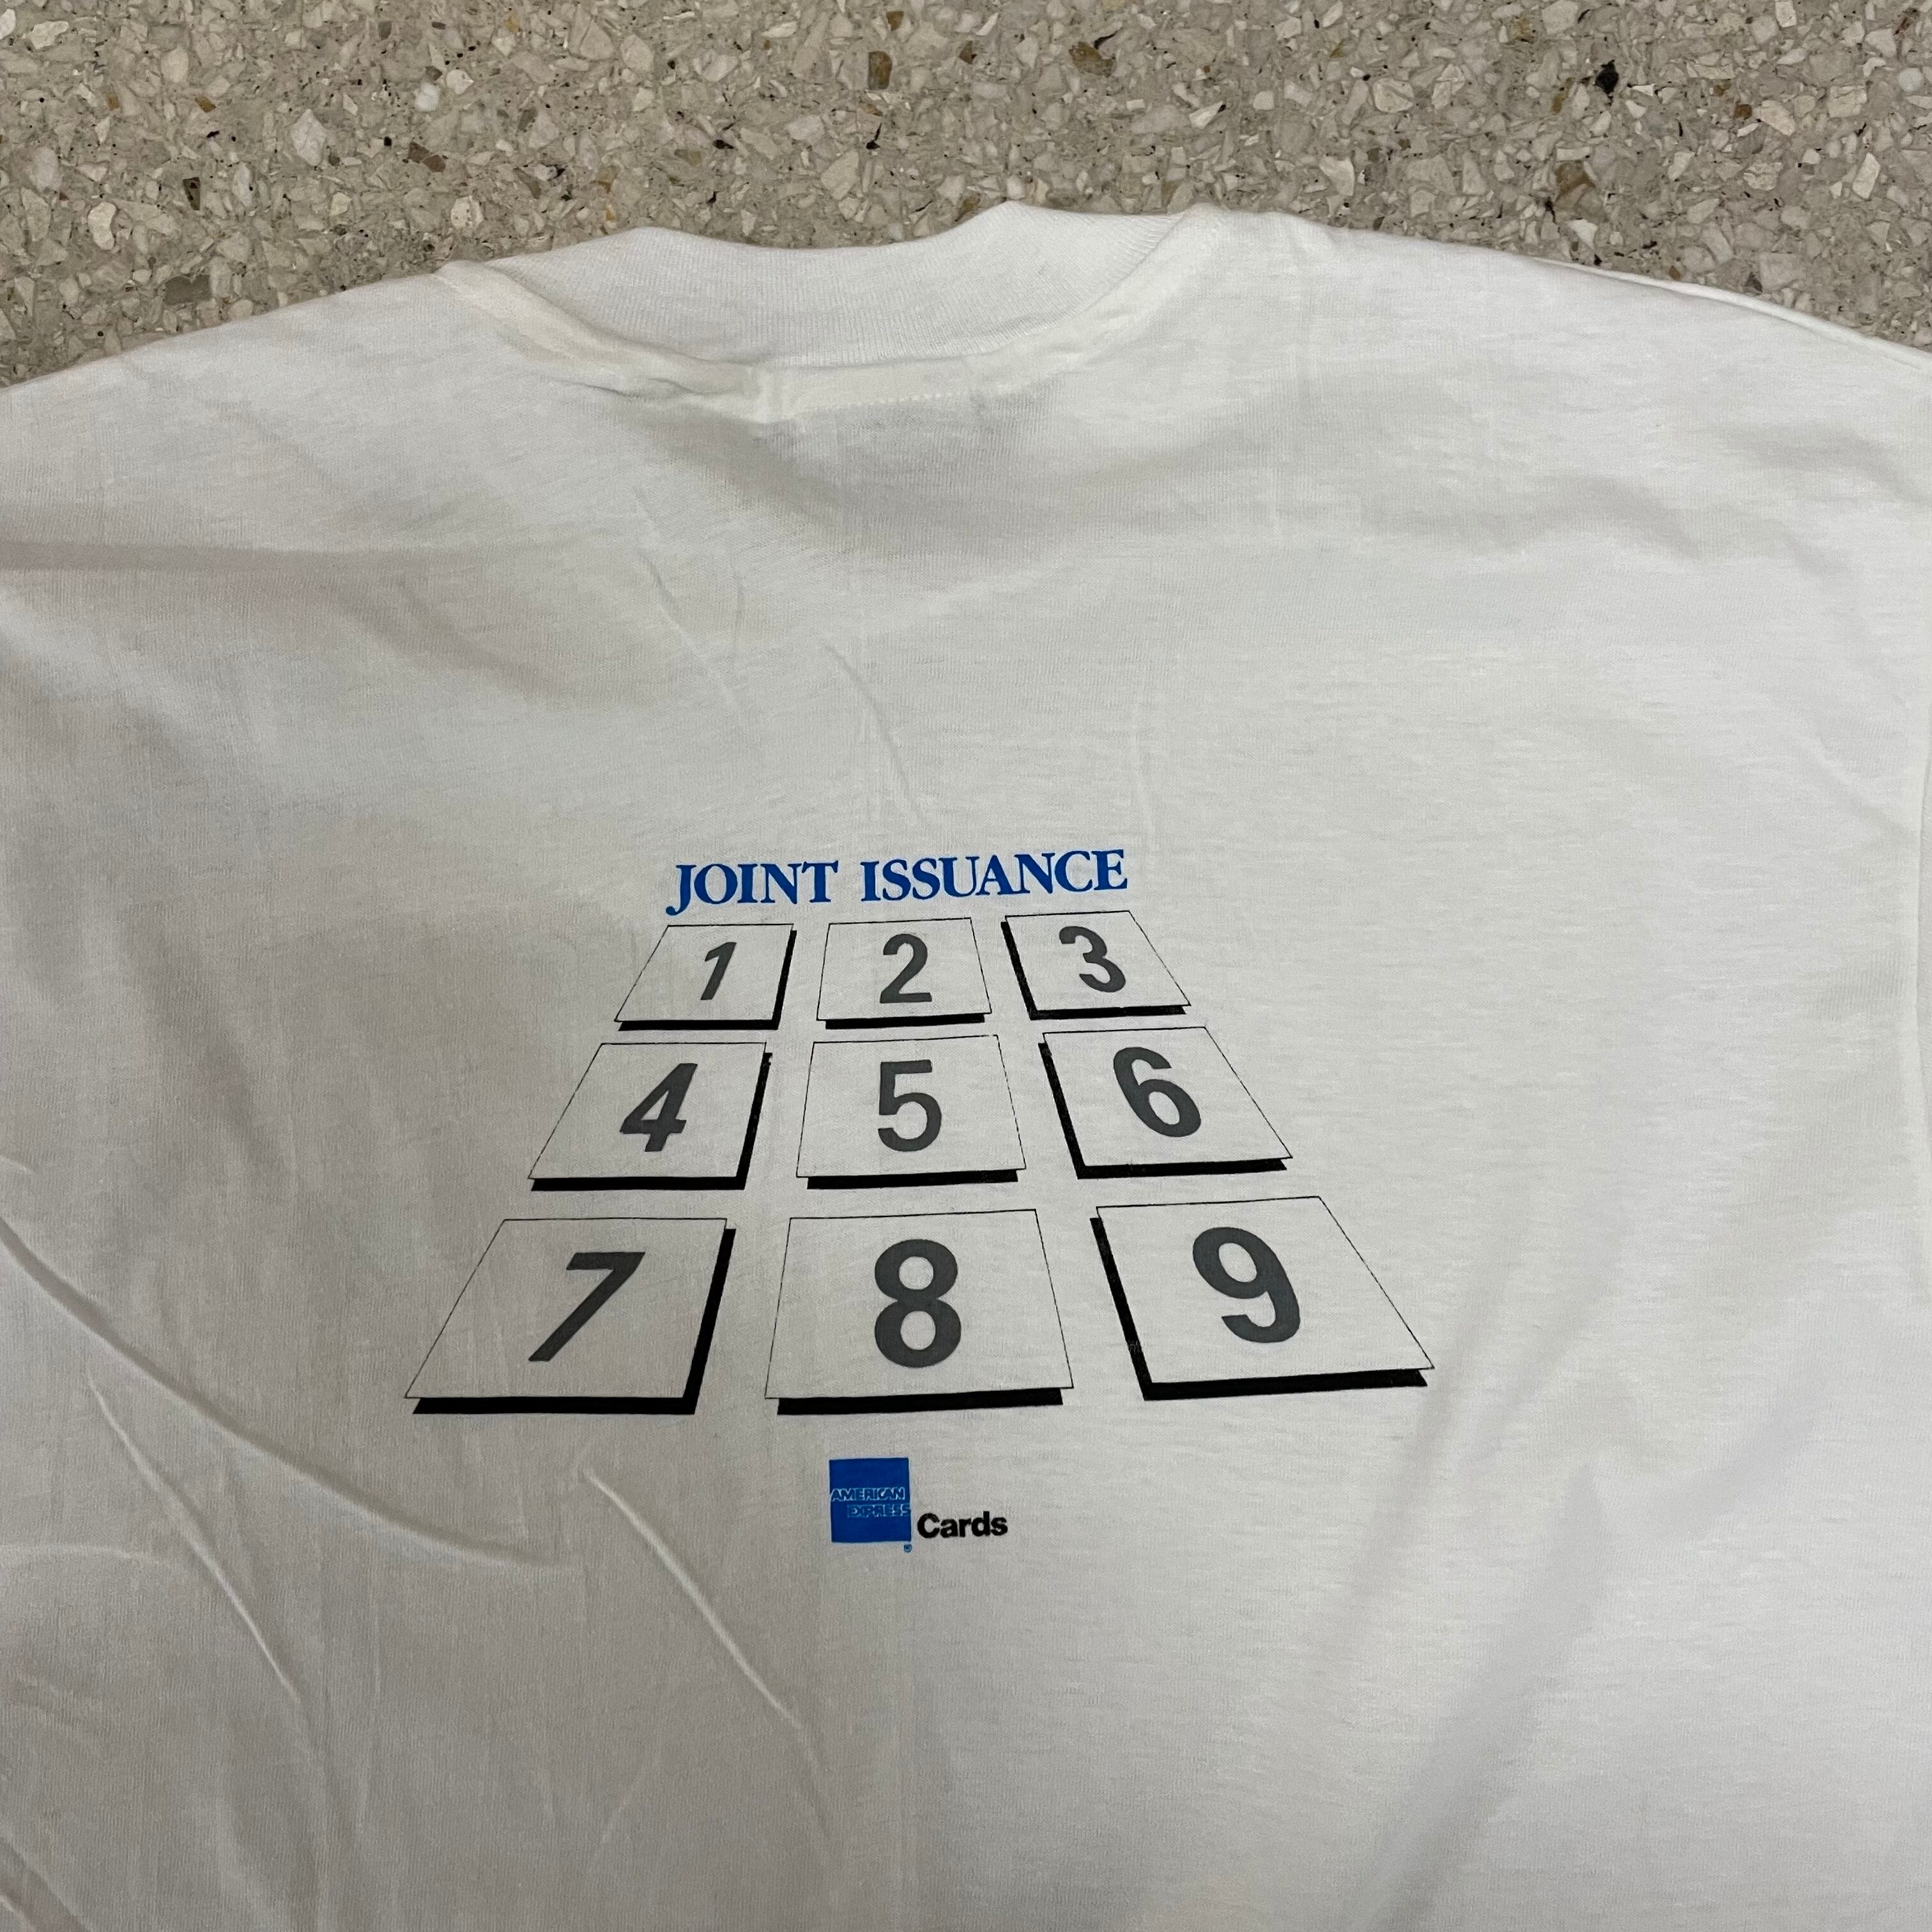 JOINT ISSUANCE
1 2 3
4 5 6
7 8 9
AMERICAN
EXPRESS
® Cards